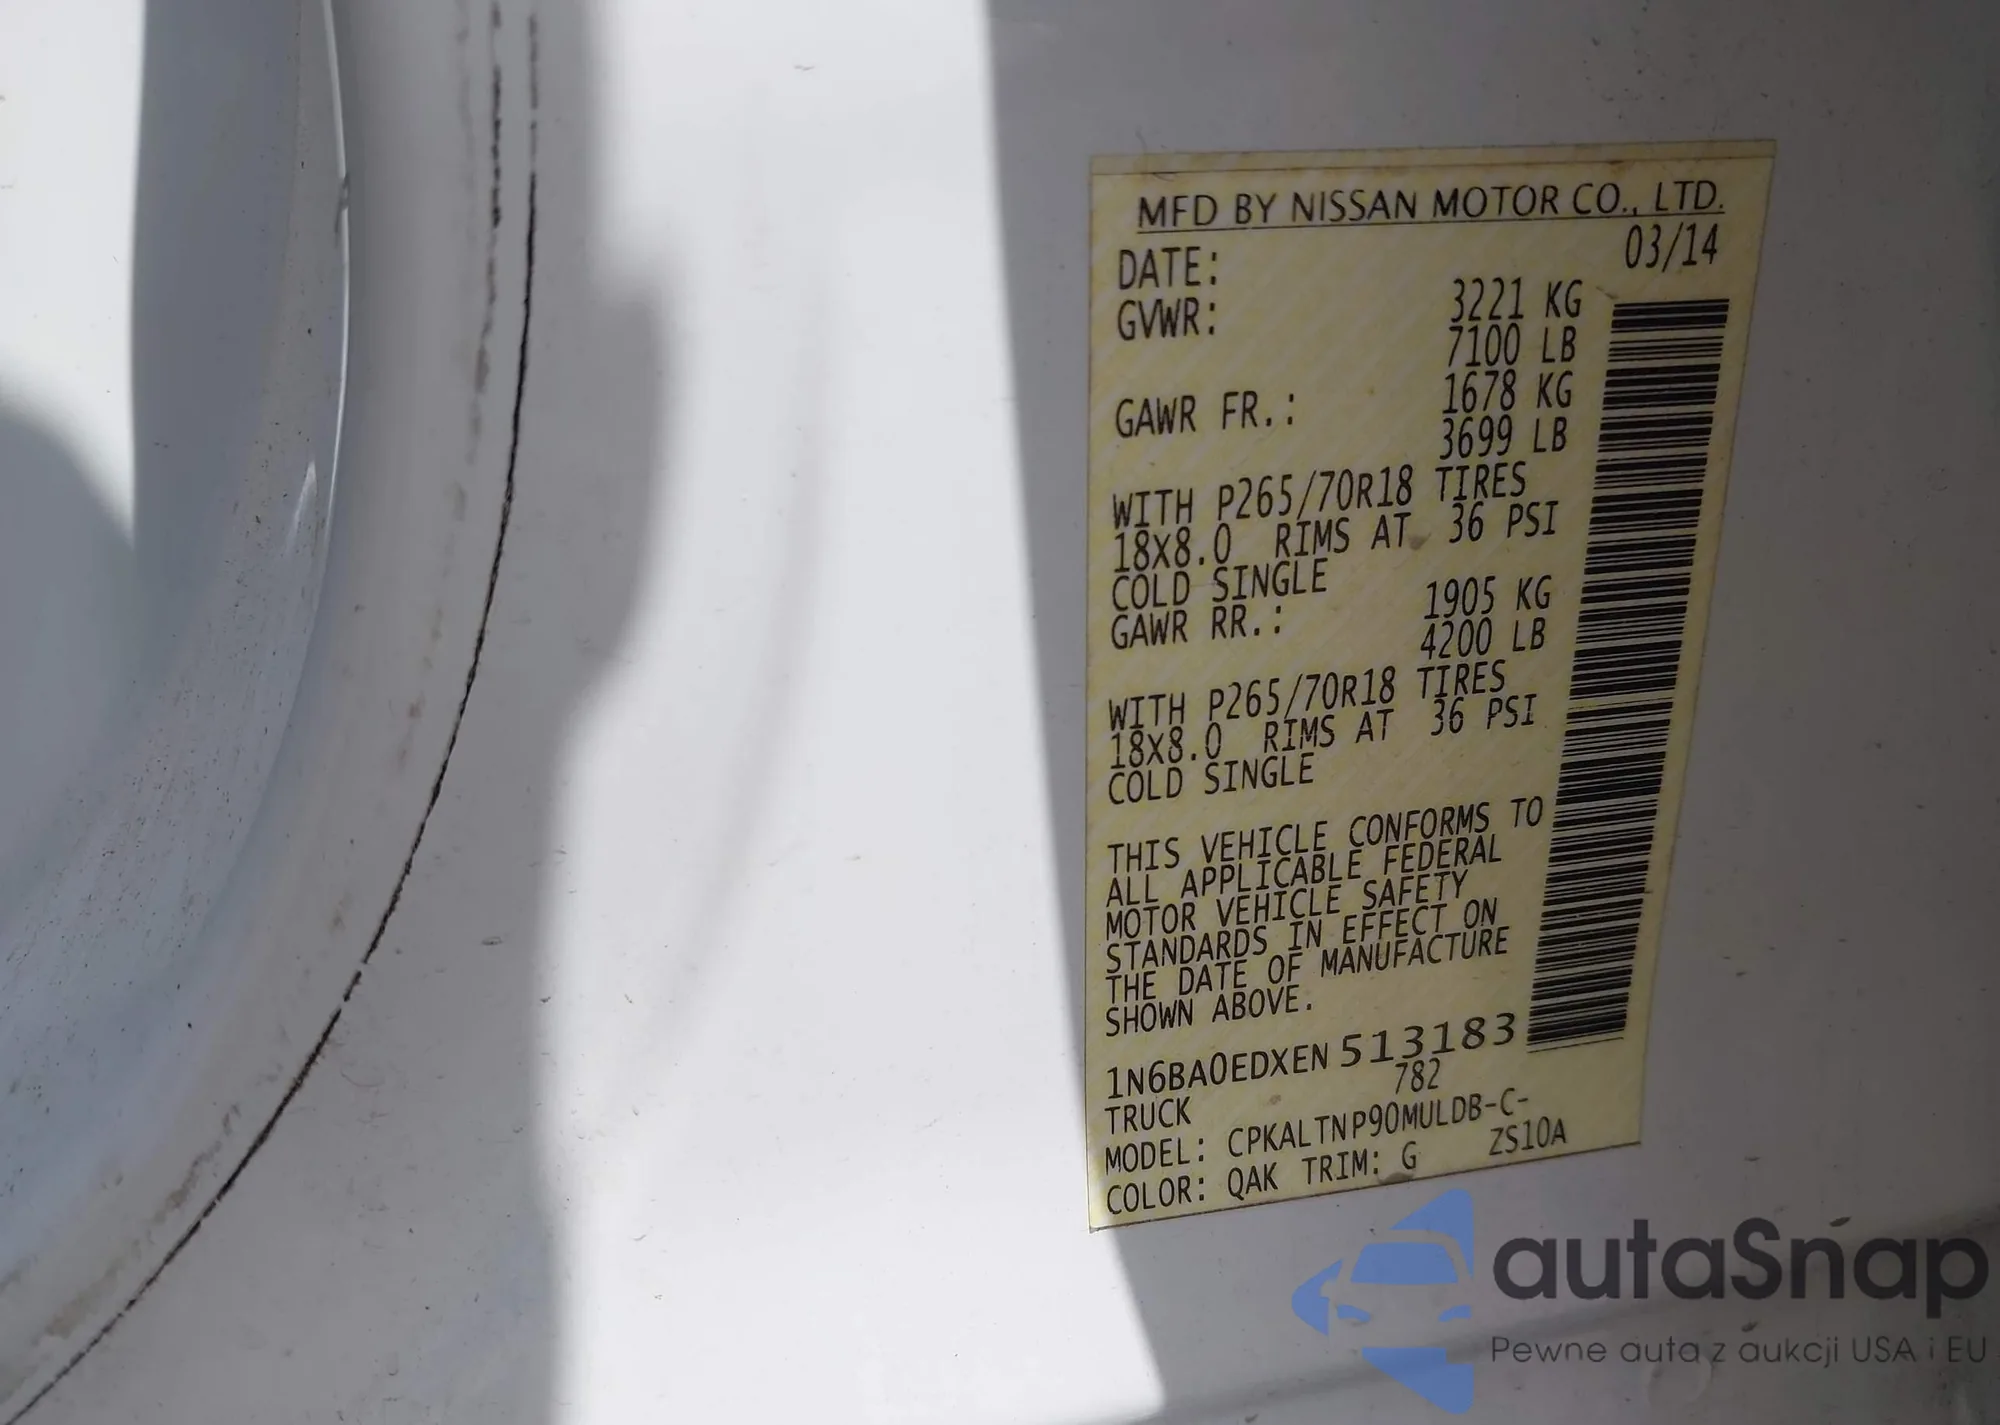 MFD BY NISSAN MOTOR CO., LTD.
DATE: 03/14
GVWR: 3221 KG
7100 LB
GAWR FR.: 1678 KG
3699 LB
WITH P265/70R18 TIRES
18X8.0 RIMS AT 36 PSI
COLD SINGLE
GAWR RR.: 1905 KG
4200 LB
WITH P265/70R18 TIRES
18X8.0 RIMS AT 36 PSI
COLD SINGLE
THIS VEHICLE CONFORMS TO
ALL APPLICABLE FEDERAL
MOTOR VEHICLE SAFETY
STANDARDS IN EFFECT ON
THE DATE OF MANUFACTURE
SHOWN ABOVE.
1N6BA0EDXEN513183
TRUCK 782
MODEL: CPKALTNP90MULDB-C-
COLOR: QAK TRIM: G ZS10A
autaSnap
Pewne auta z aukcji USA i EU